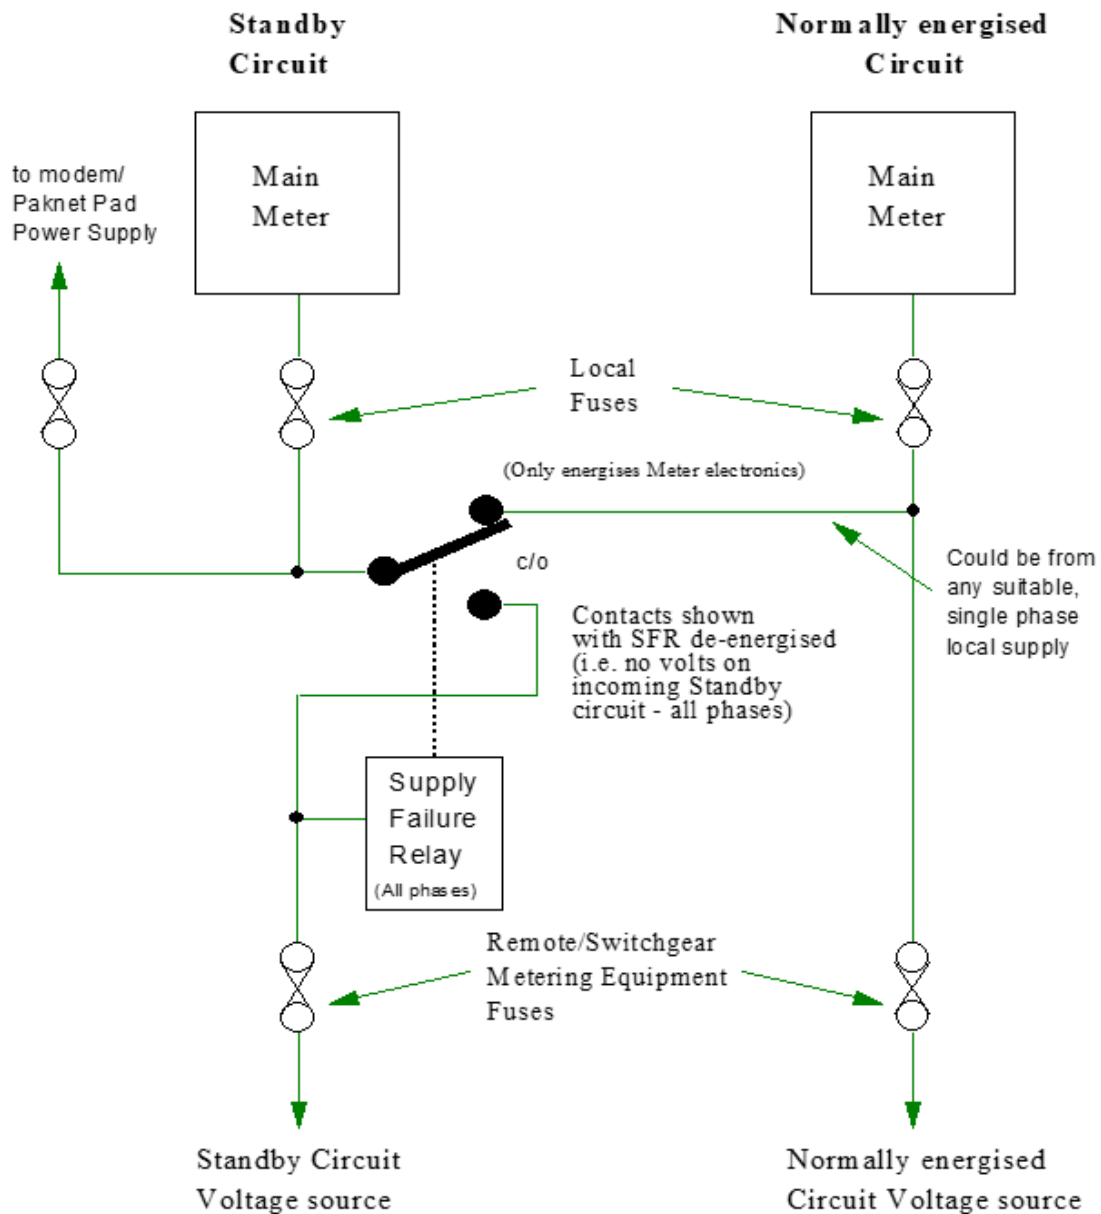 Standby
Circuit
Normally energised
Circuit
Main
Meter
Main
Meter
to modem/
Paknet Pad
Power Supply
Local
Fuses
(Only energises Meter electronics)
c/o
Could be from
any suitable,
single phase
local supply
Contacts shown
with SFR de-energised
(i.e. no volts on
incoming Standby
circuit - all phases)
Supply
Failure
Relay
(All phases)
Remote/Switchgear
Metering Equipment
Fuses
Standby Circuit
Voltage source
Normally energised
Circuit Voltage source